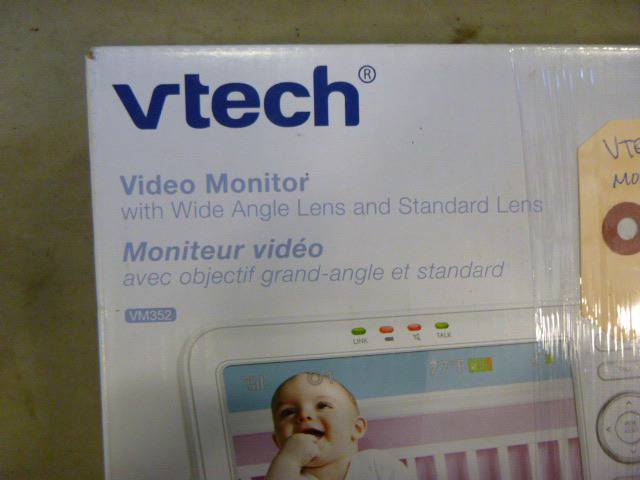 vtech®
Video Monitor
with Wide Angle Lens and Standard Lens
Moniteur vidéo
avec objectif grand-angle et standard
VM352
LINK
TALK
77°F
VTE
MO